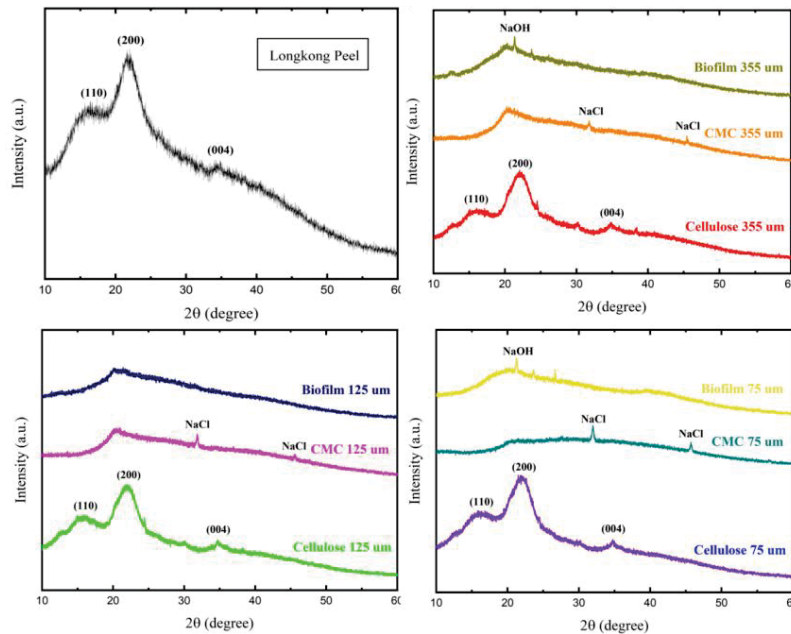 (200)
Longkong Peel
(110)
(004)
Intensity (a.u.)
10 20 30 40 50 60
2θ (degree)
NaOH
Biofilm 355 um
NaCl
NaCl
CMC 355 um
(200)
(110)
(004)
Cellulose 355 um
Intensity (a.u.)
10 20 30 40 50 60
2θ (degree)
Biofilm 125 um
NaCl
NaCl
CMC 125 um
(200)
(110)
(004)
Cellulose 125 um
Intensity (a.u.)
10 20 30 40 50 60
2θ (degree)
NaOH
Biofilm 75 um
NaCl
NaCl
CMC 75 um
(200)
(110)
(004)
Cellulose 75 um
Intensity (a.u.)
10 20 30 40 50 60
2θ (degree)